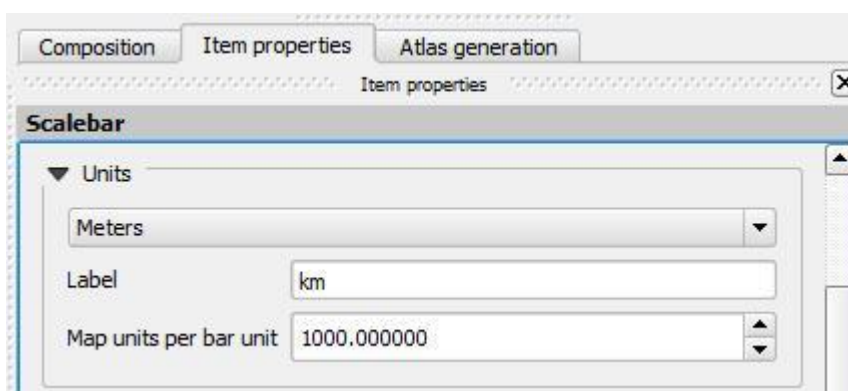 Composition Item properties Atlas generation
Item properties
Scalebar
Units
Meters
Label km
Map units per bar unit 1000.000000